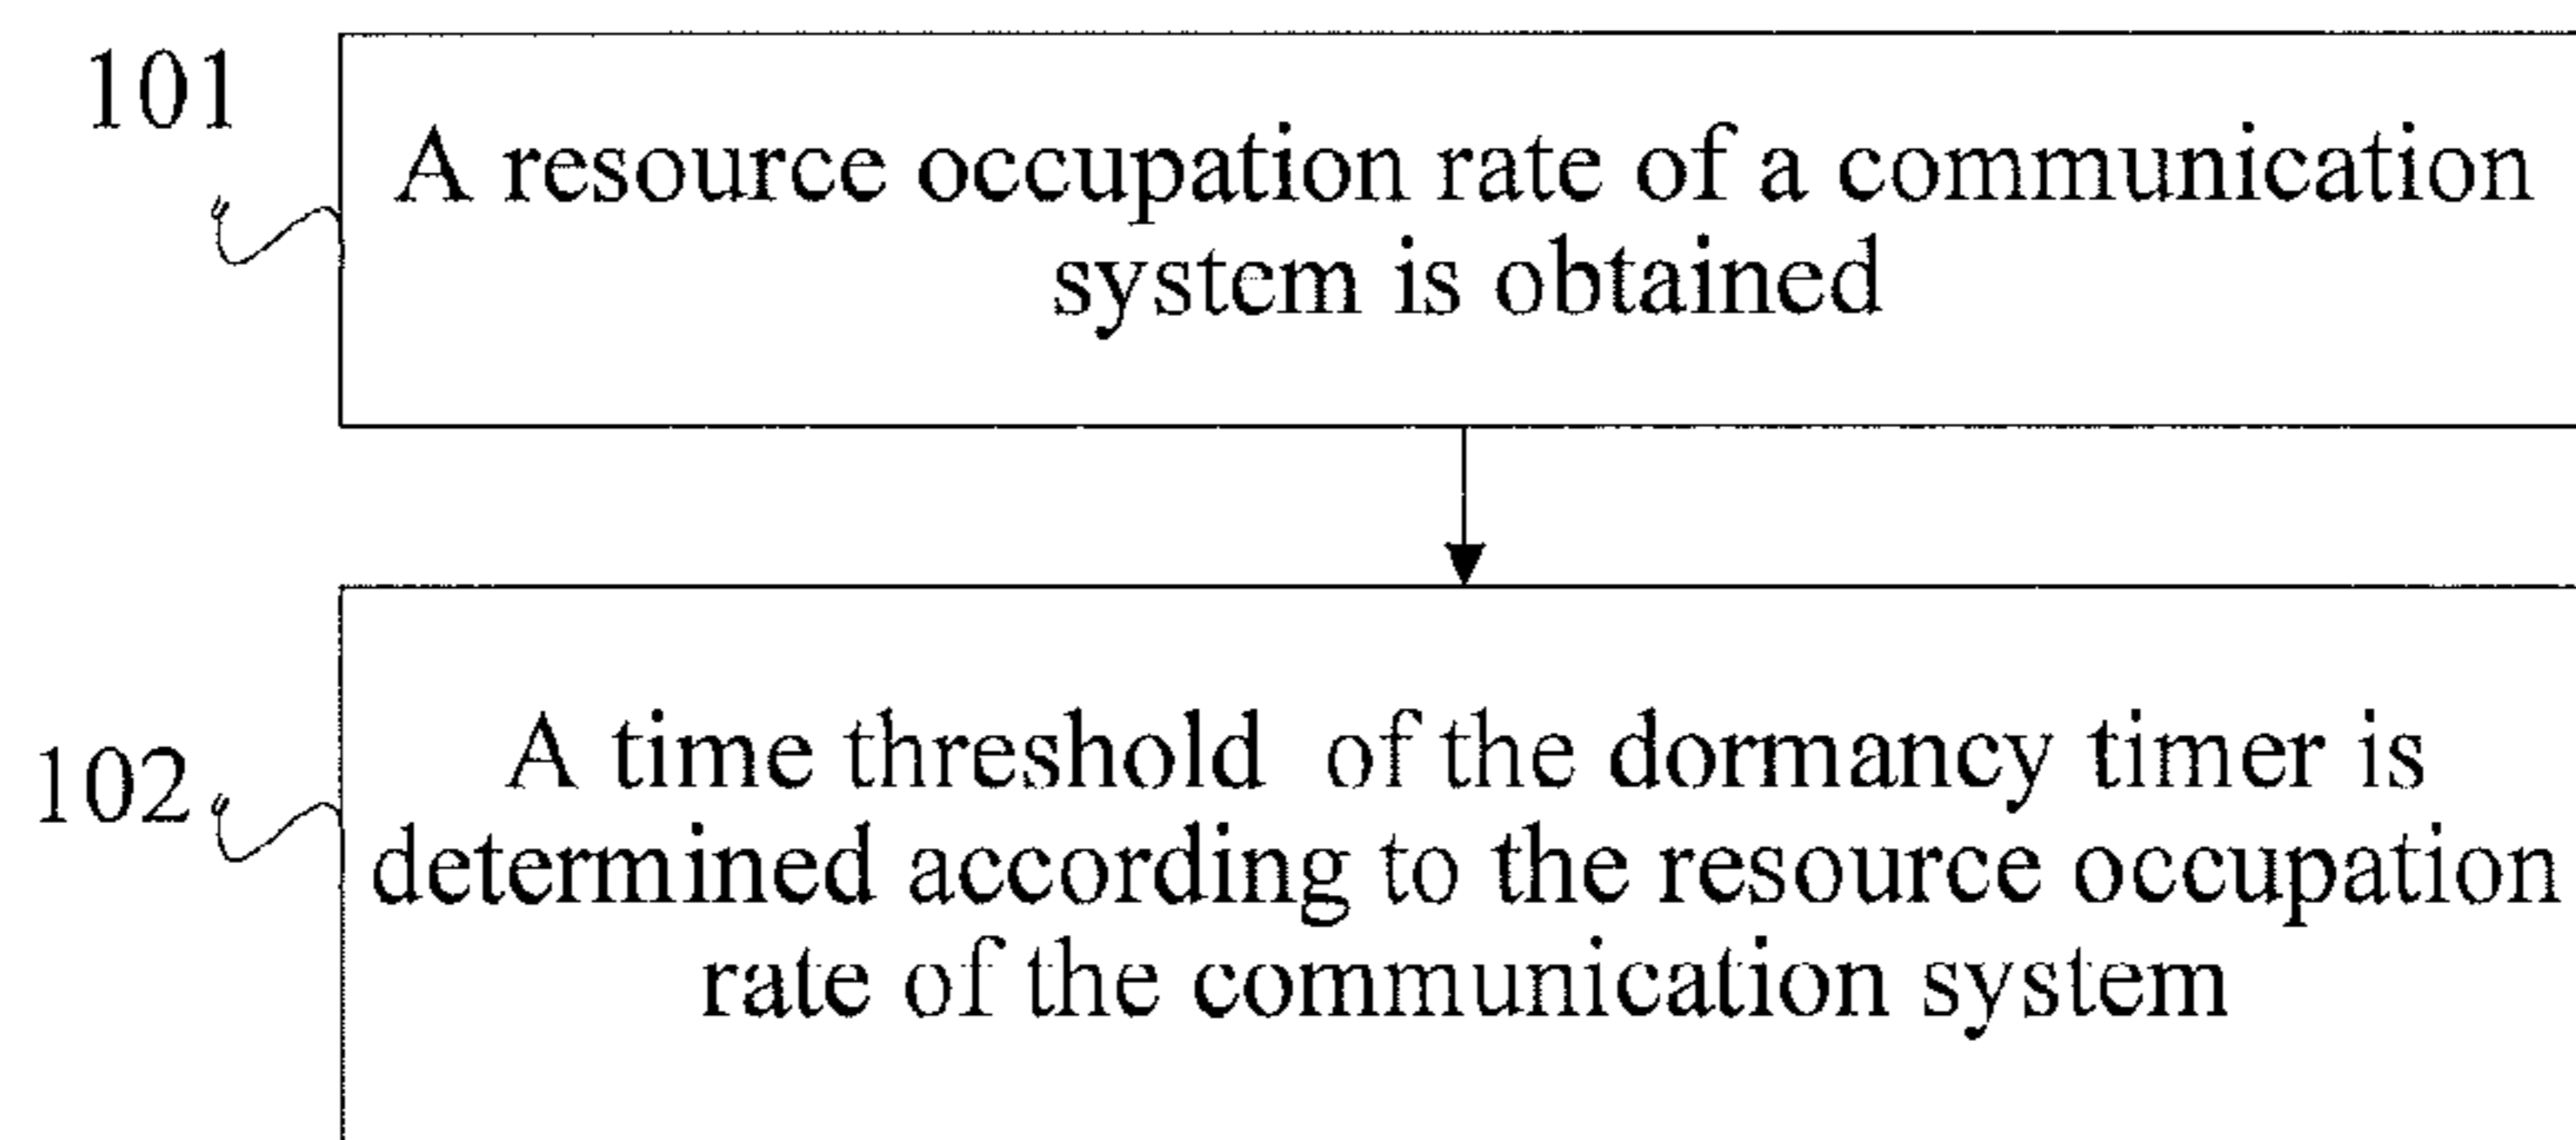 101
A resource occupation rate of a communication
system is obtained
102
A time threshold of the dormancy timer is
determined according to the resource occupation
rate of the communication system